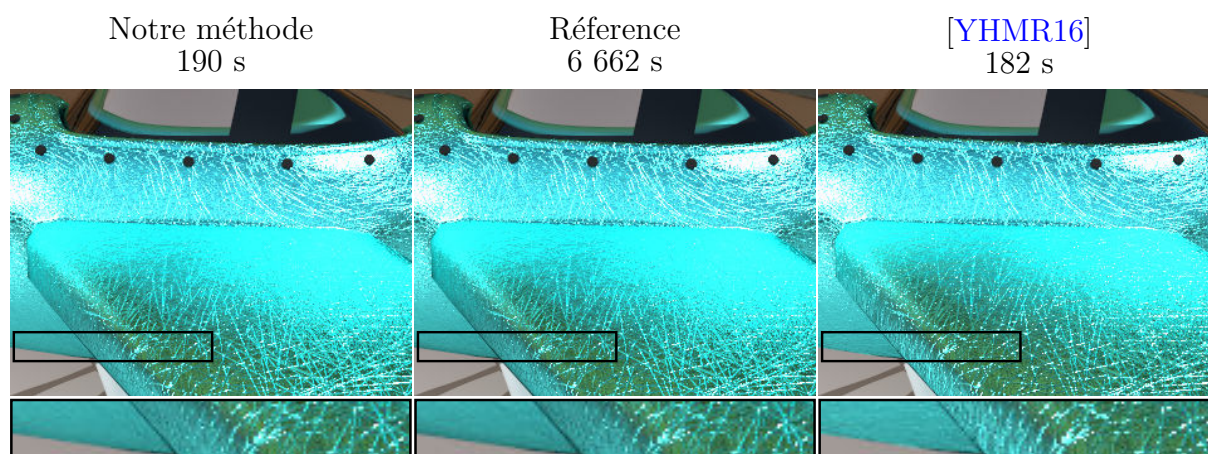 Notre méthode
190 s
Réference
6 662 s
[YHMR16]
182 s